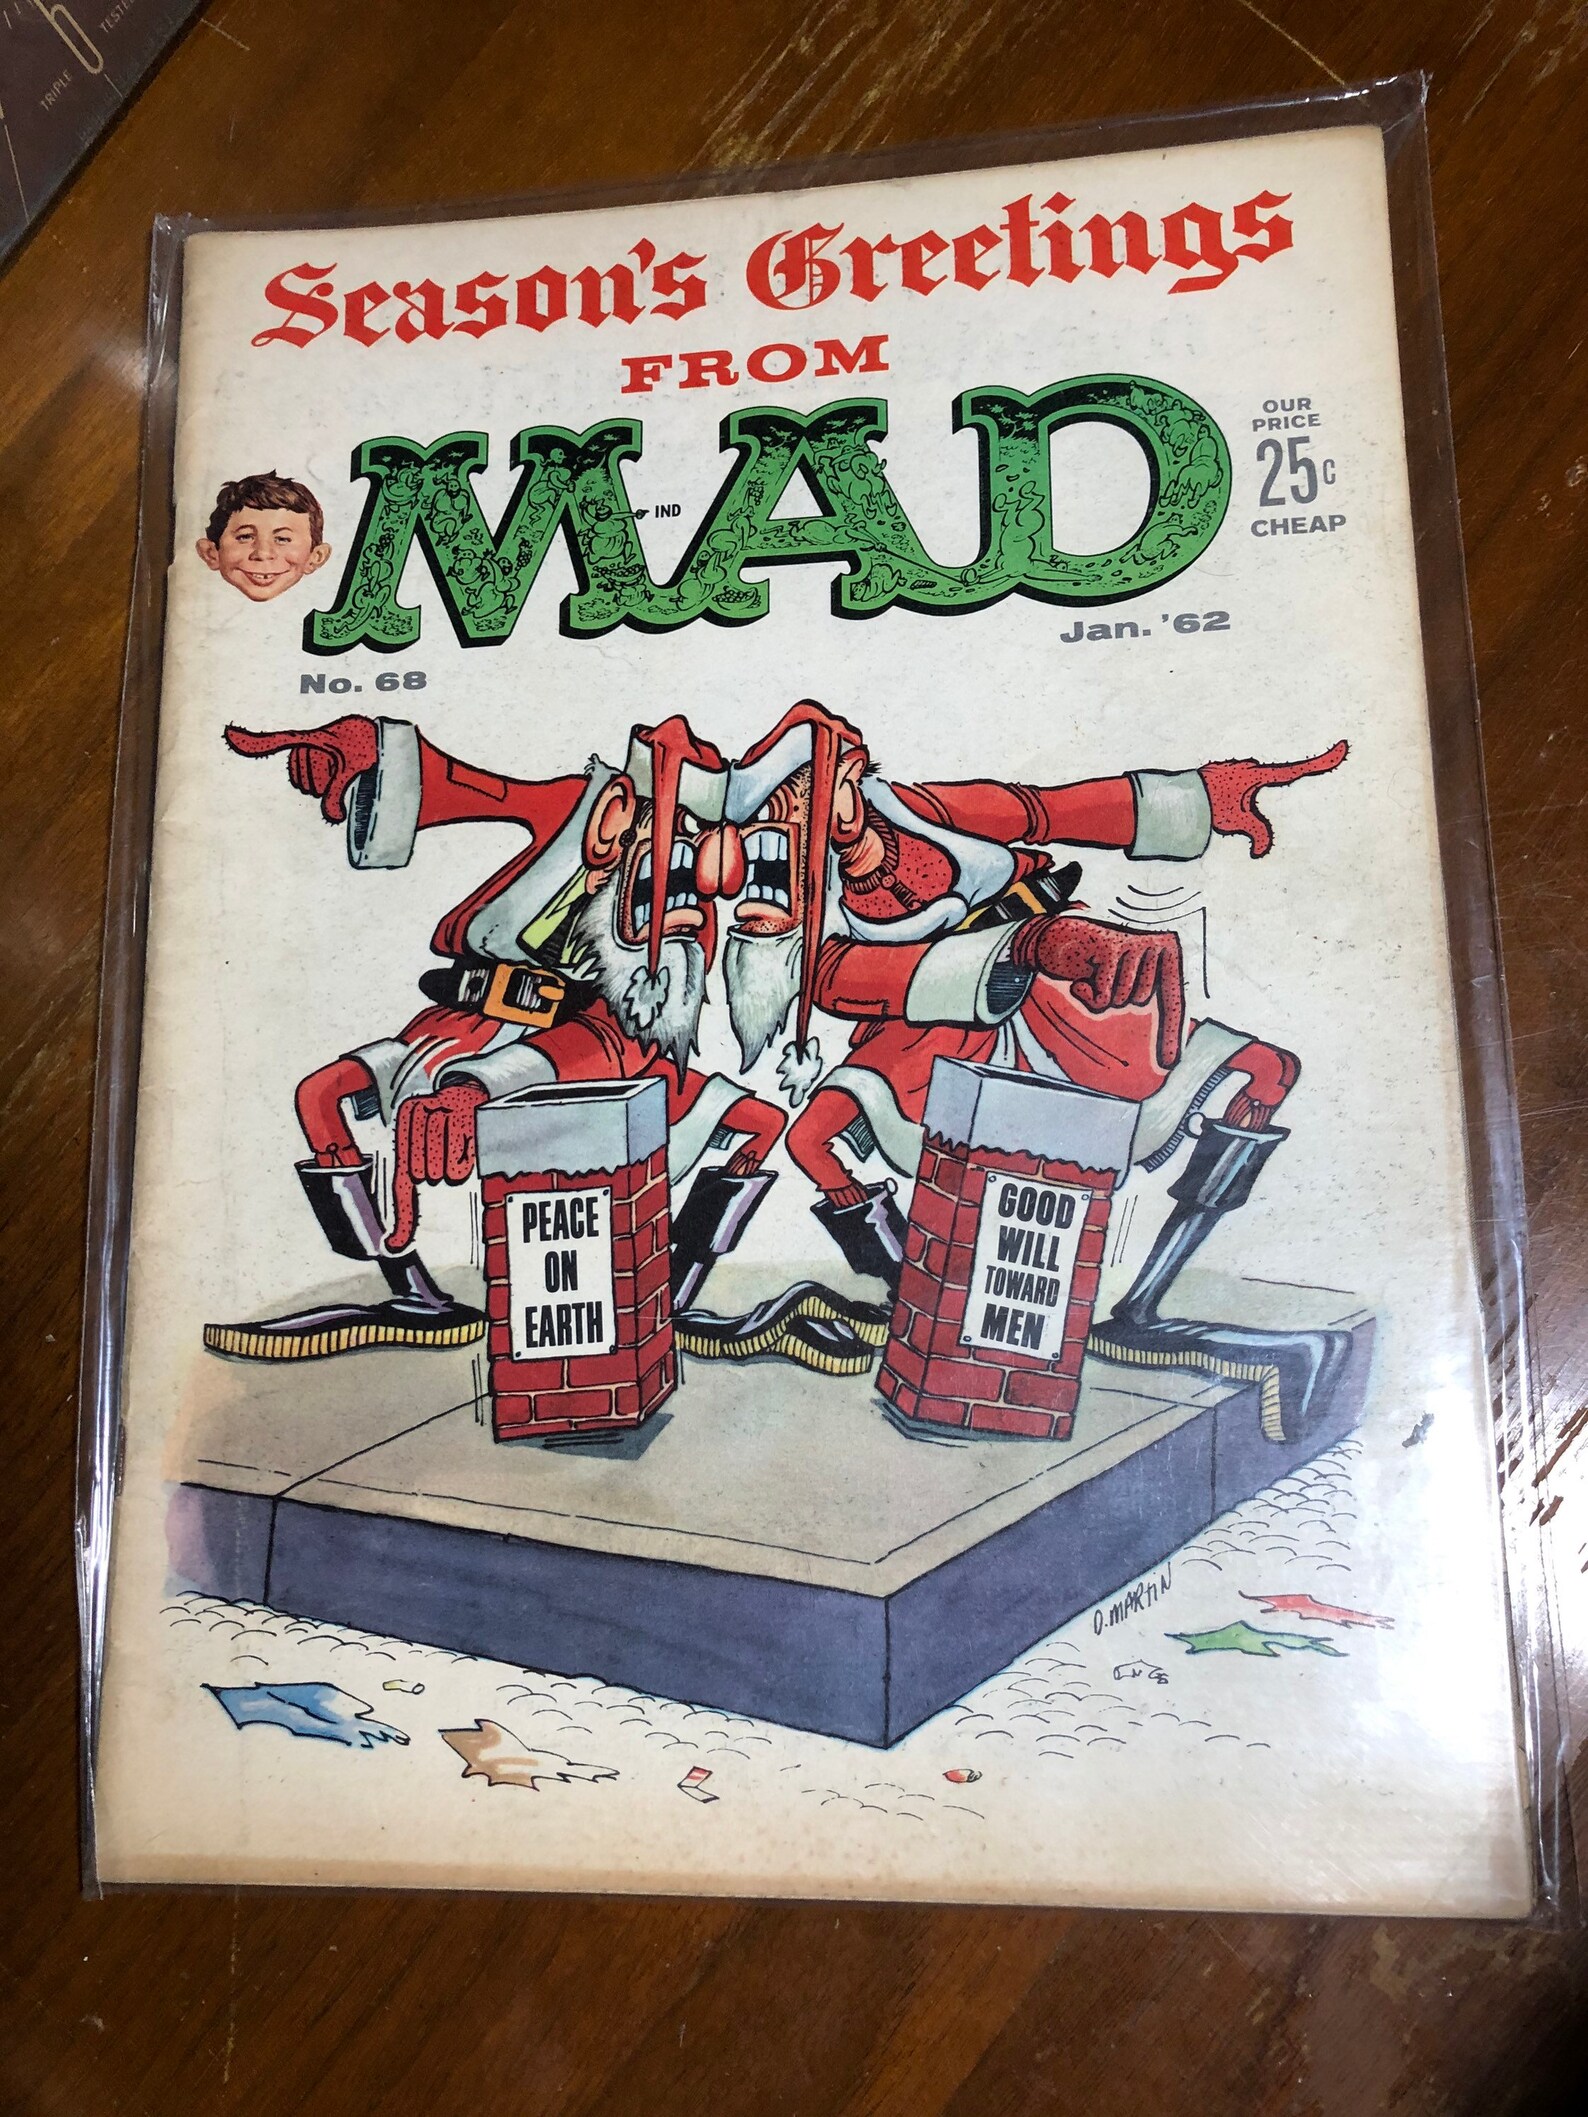 TRIPLE
Season's Greetings
FROM
MAD
IND
OUR
PRICE
25c
CHEAP
Jan. '62
No. 68
PEACE
ON
EARTH
GOOD
WILL
TOWARD
MEN
D. MARTIN